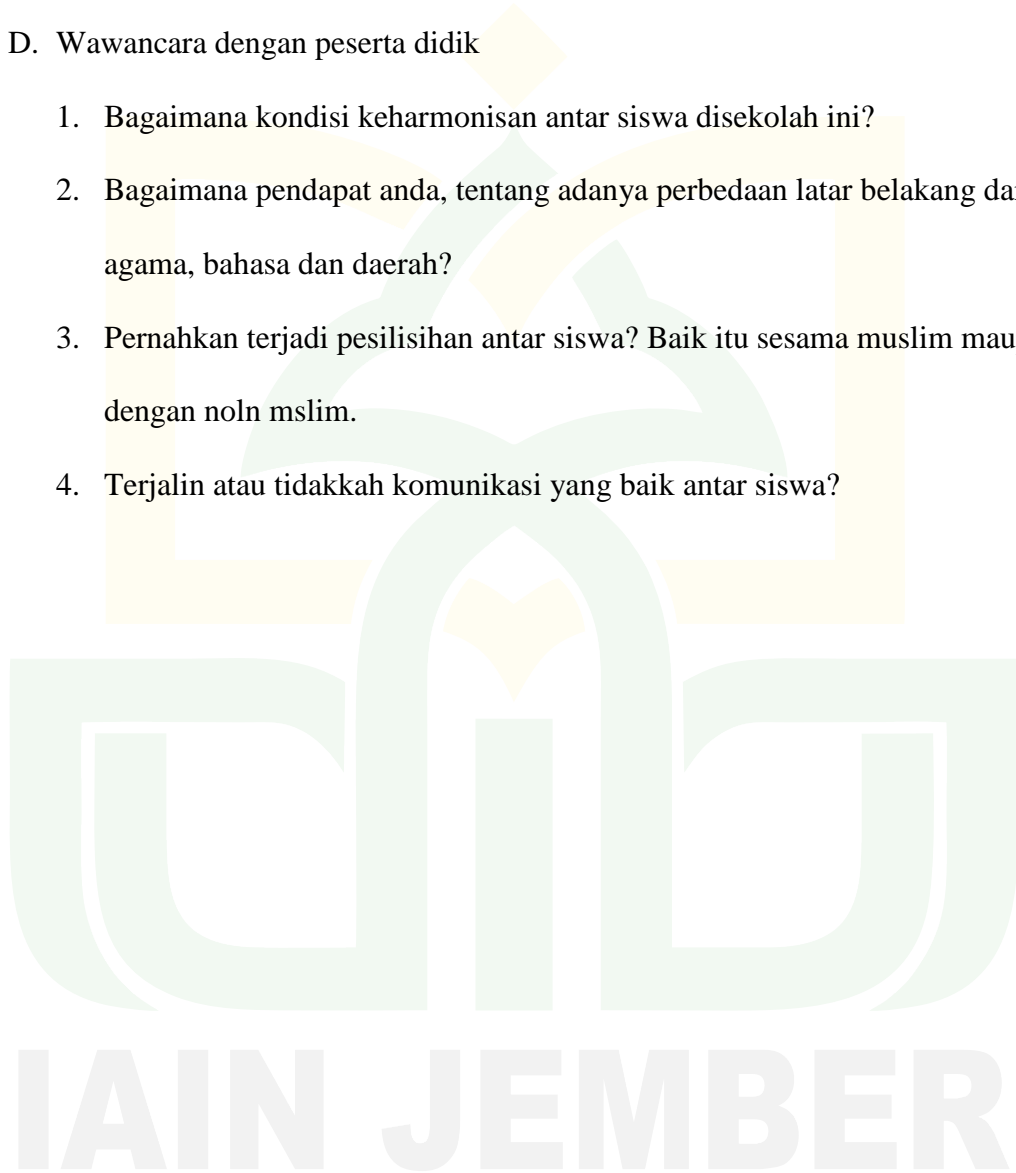 D. Wawancara dengan peserta didik
1. Bagaimana kondisi keharmonisan antar siswa disekolah ini?
2. Bagaimana pendapat anda, tentang adanya perbedaan latar belakang
agama, bahasa dan daerah?
3. Pernahkan terjadi pesilisihan antar siswa? Baik itu sesama muslim
dengan noln mslim.
4. Terjalin atau tidakkah komunikasi yang baik antar siswa?
IAIN JEMBER